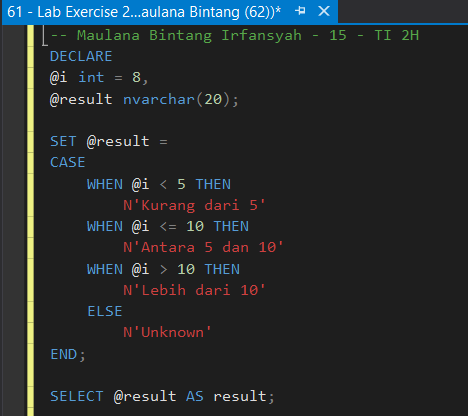 61 - Lab Exercise 2...aulana Bintang (62))*
-- Maulana Bintang Irfansyah - 15 - TI 2H
DECLARE
@i int = 8,
@result nvarchar(20);
SET @result =
CASE
WHEN @i < 5 THEN
N'Kurang dari 5'
WHEN @i <= 10 THEN
N'Antara 5 dan 10'
WHEN @i > 10 THEN
N'Lebih dari 10'
ELSE
N'Unknown'
END;
SELECT @result AS result;